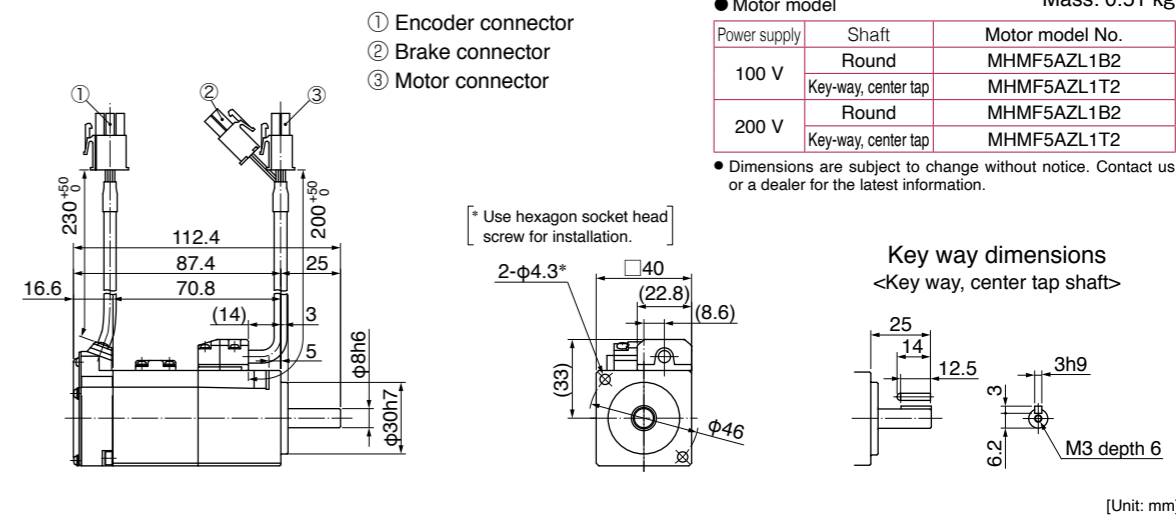 ① Encoder connector
② Brake connector
③ Motor connector
● Motor model
Mass: 0.51 kg
Power supply Shaft Motor model No.
100 V
Round MHMF5AZL1B2
Key-way, center tap MHMF5AZL1T2
200 V
Round MHMF5AZL1B2
Key-way, center tap MHMF5AZL1T2
● Dimensions are subject to change without notice. Contact us
or a dealer for the latest information.
① ② ③
230 +50 0
200 +50 0
112.4
87.4 25
16.6 70.8
(14) 3
5
φ8h6
φ30h7
* Use hexagon socket head
screw for installation.
2-φ4.3*
□40
(22.8)
(8.6)
(33)
φ46
Key way dimensions
<Key way, center tap shaft>
25
14
12.5
3h9
3
6.2
M3 depth 6
[Unit: mm]